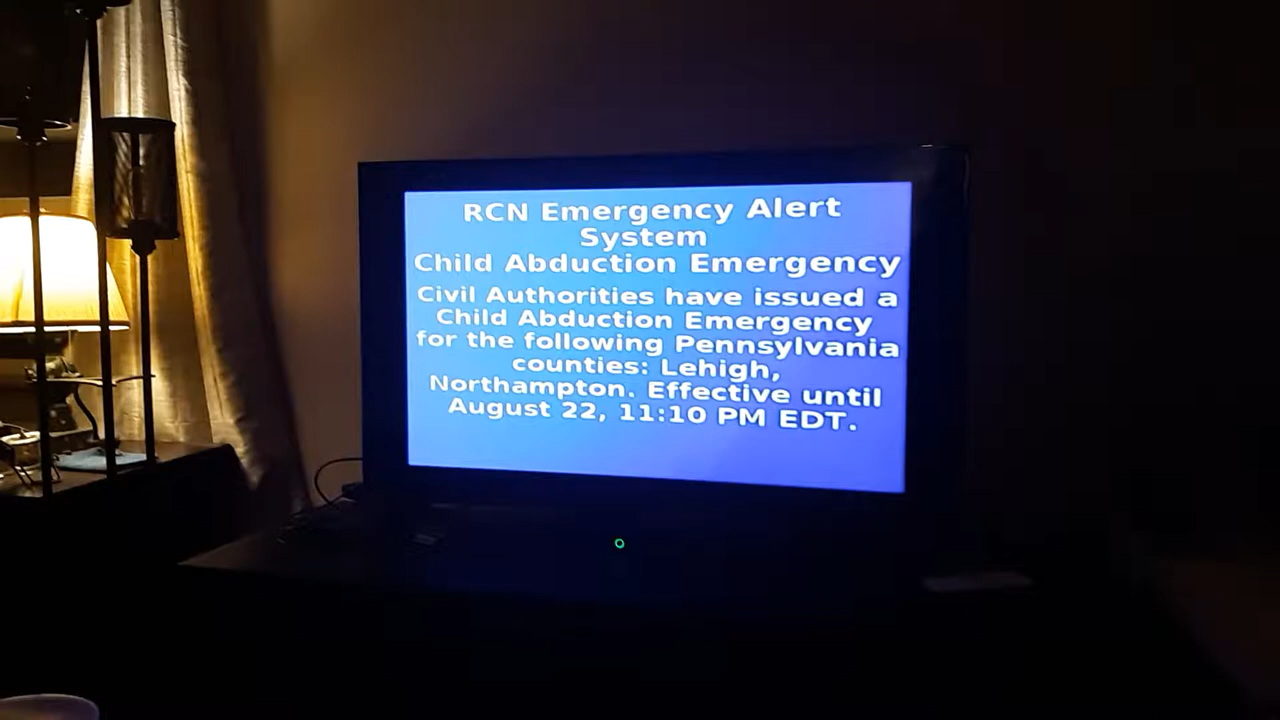 RCN Emergency Alert
System
Child Abduction Emergency
Civil Authorities have issued a
Child Abduction Emergency
for the following Pennsylvania
counties: Lehigh,
Northampton. Effective until
August 22, 11:10 PM EDT.